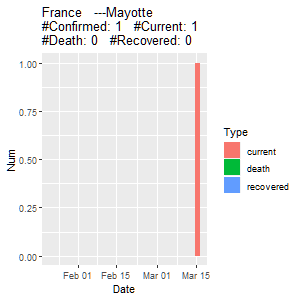 France   ---Mayotte
#Confirmed: 1   #Current: 1
#Death: 0   #Recovered: 0
1.00
0.75
0.50
0.25
0.00
Num
Feb 01
Feb 15
Mar 01
Mar 15
Date
Type
current
death
recovered